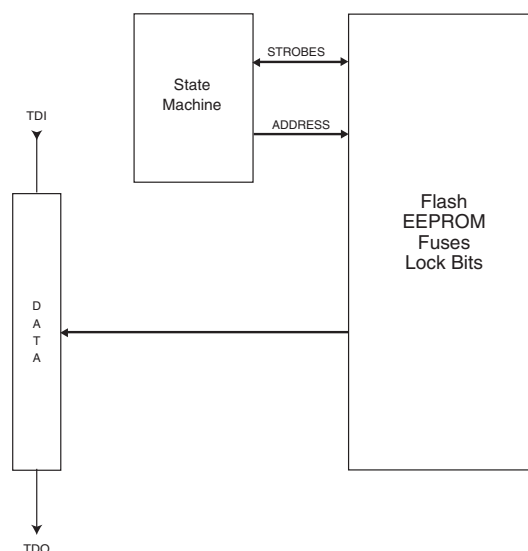 STROBES
State
Machine
ADDRESS
TDI
Flash
EEPROM
Fuses
Lock Bits
D
A
T
A
TDO